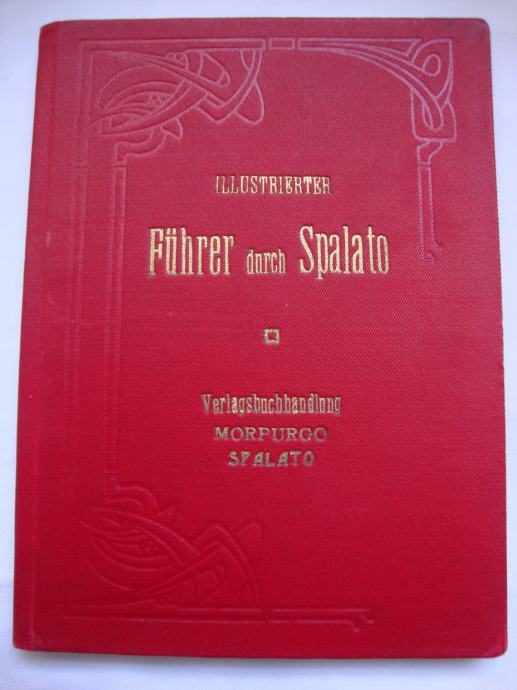 ILLUSTRIERTER
Führer durch Spalato
Verlagsbuchhandlung
MORPURGO
SPALATO